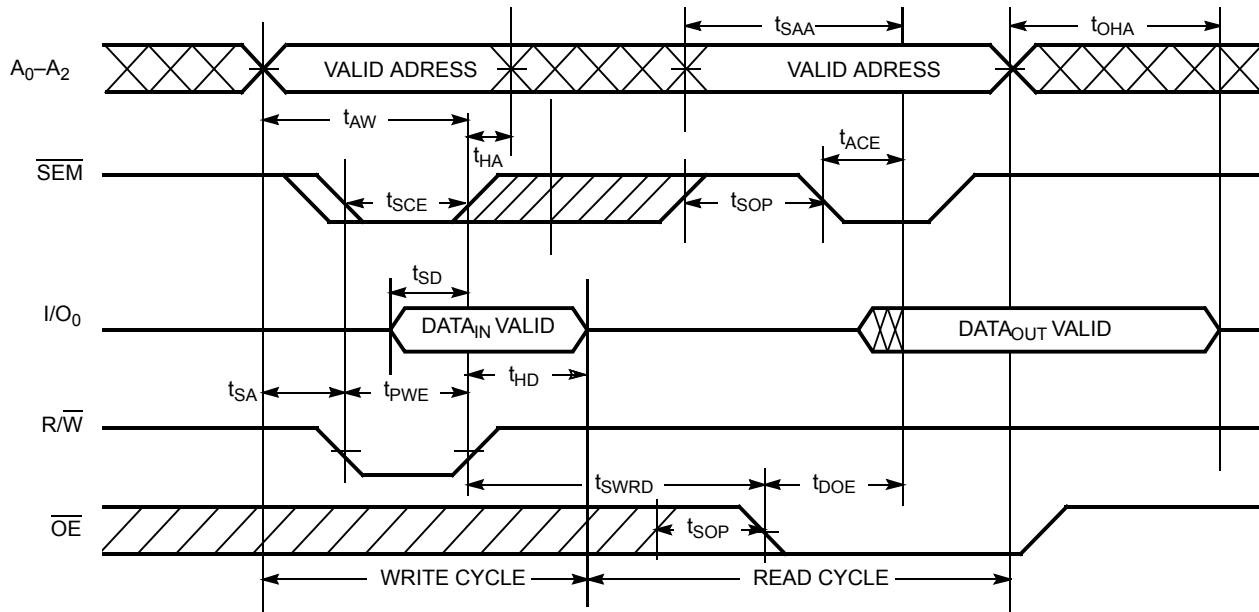 tSAA
tOHA
A0–A2
VALID ADRESS
VALID ADRESS
tAW
tHA
tACE
SEM
tSCE
tSOP
tSD
I/O0
DATAIN VALID
DATAOUT VALID
tSA
tPWE
tHD
R/W
tSWRD
tDOE
OE
tSOP
WRITE CYCLE
READ CYCLE